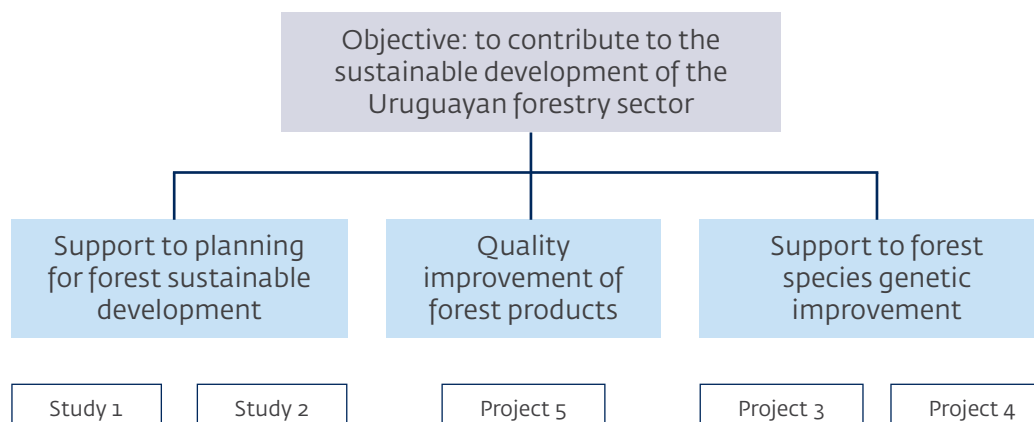 Objective: to contribute to the
sustainable development of the
Uruguayan forestry sector
Support to planning
for forest sustainable
development
Quality
improvement of
forest products
Support to forest
species genetic
improvement
Study 1
Study 2
Project 5
Project 3
Project 4